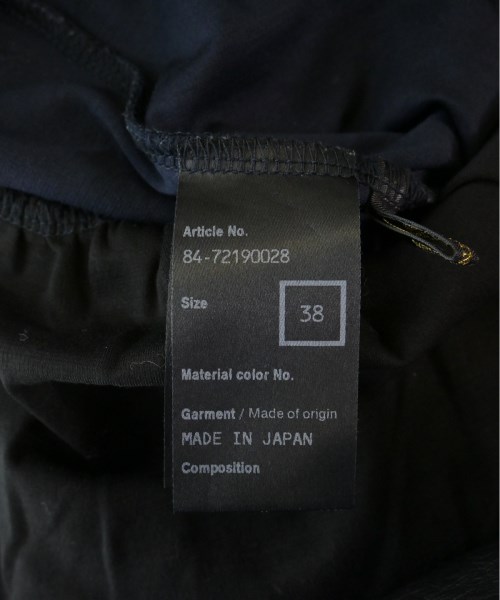 Article No.
84-72190028
Size
38
Material color No.
Garment / Made of origin
MADE IN JAPAN
Composition